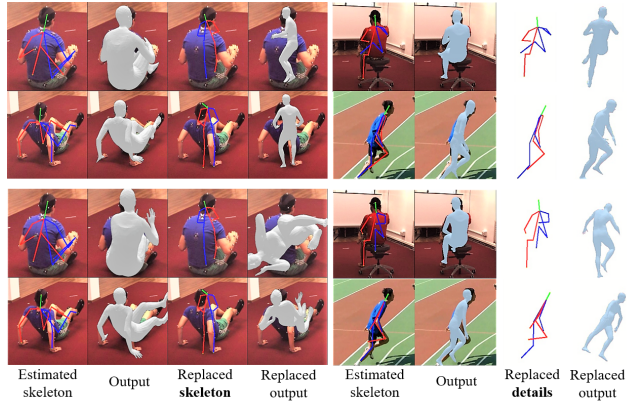 Estimated skeleton
Output
Replaced skeleton
Replaced output
Estimated skeleton
Output
Replaced details
Replaced output